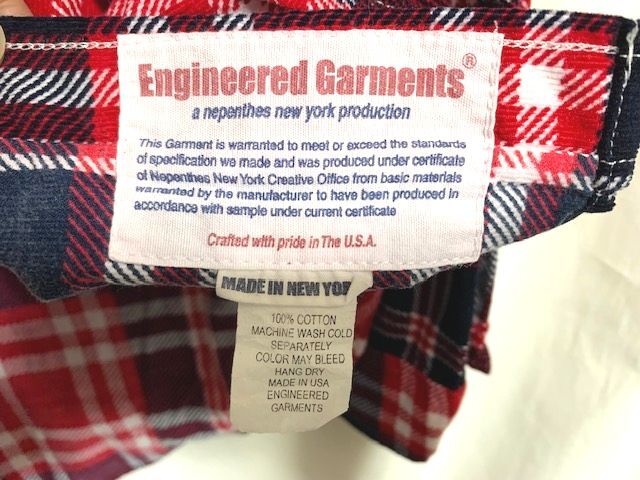 Engineered Garments®
a nepenthes new york production
This Garment is warranted to meet or exceed the standards
of specification we made and was produced under certificate
of Nepenthes New York Creative Office from basic materials
warranted by the manufacturer to have been produced in
accordance with sample under current certificate
Crafted with pride in The U.S.A.
MADE IN NEW YOR
100% COTTON
MACHINE WASH COLD
SEPARATELY
COLOR MAY BLEED
HANG DRY
MADE IN USA
ENGINEERED
GARMENTS